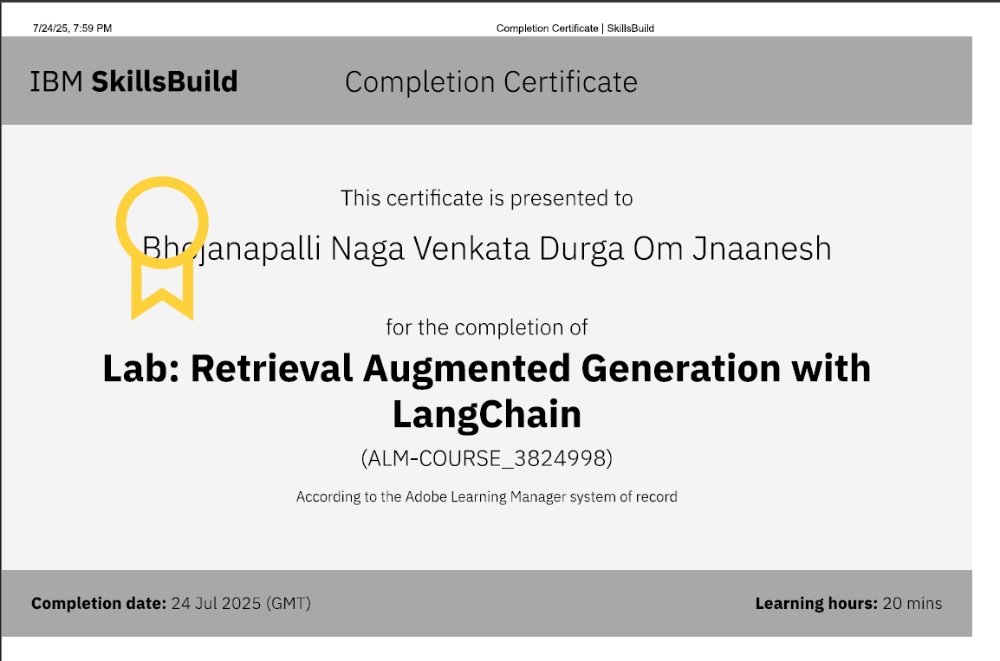 7/24/25, 7:59 PM Completion Certificate | SkillsBuild
IBM SkillsBuild Completion Certificate
This certificate is presented to
Bhojanapalli Naga Venkata Durga Om Jnaanesh
for the completion of
Lab: Retrieval Augmented Generation with
LangChain
(ALM-COURSE_3824998)
According to the Adobe Learning Manager system of record
Completion date: 24 Jul 2025 (GMT) Learning hours: 20 mins